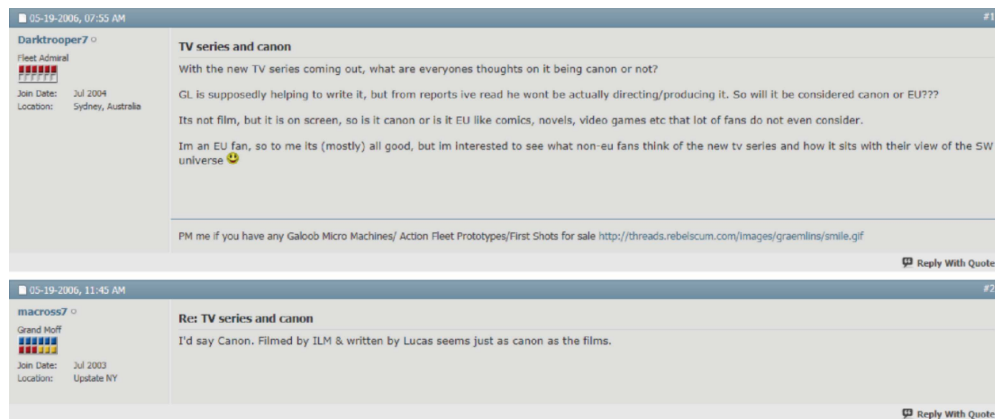 05-19-2006, 07:55 AM
#1
Darktrooper7
Fleet Admiral
Join Date: Jul 2004
Location: Sydney, Australia
TV series and canon
With the new TV series coming out, what are everyones thoughts on it being canon or not?
GL is supposedly helping to write it, but from reports ive read he wont be actually directing/producing it. So will it be considered canon or EU???
Its not film, but it is on screen, so is it canon or is it EU like comics, novels, video games etc that lot of fans do not even consider.
Im an EU fan, so to me its (mostly) all good, but im interested to see what non-eu fans think of the new tv series and how it sits with their view of the SW
universe
PM me if you have any Galoob Micro Machines/ Action Fleet Prototypes/First Shots for sale http://threads.rebelscum.com/images/graemlins/smile.gif
Reply With Quote
05-19-2006, 11:45 AM
#2
macross7
Grand Moff
Join Date: Jul 2003
Location: Upstate NY
Re: TV series and canon
I'd say Canon. Filmed by ILM & written by Lucas seems just as canon as the films.
Reply With Quote